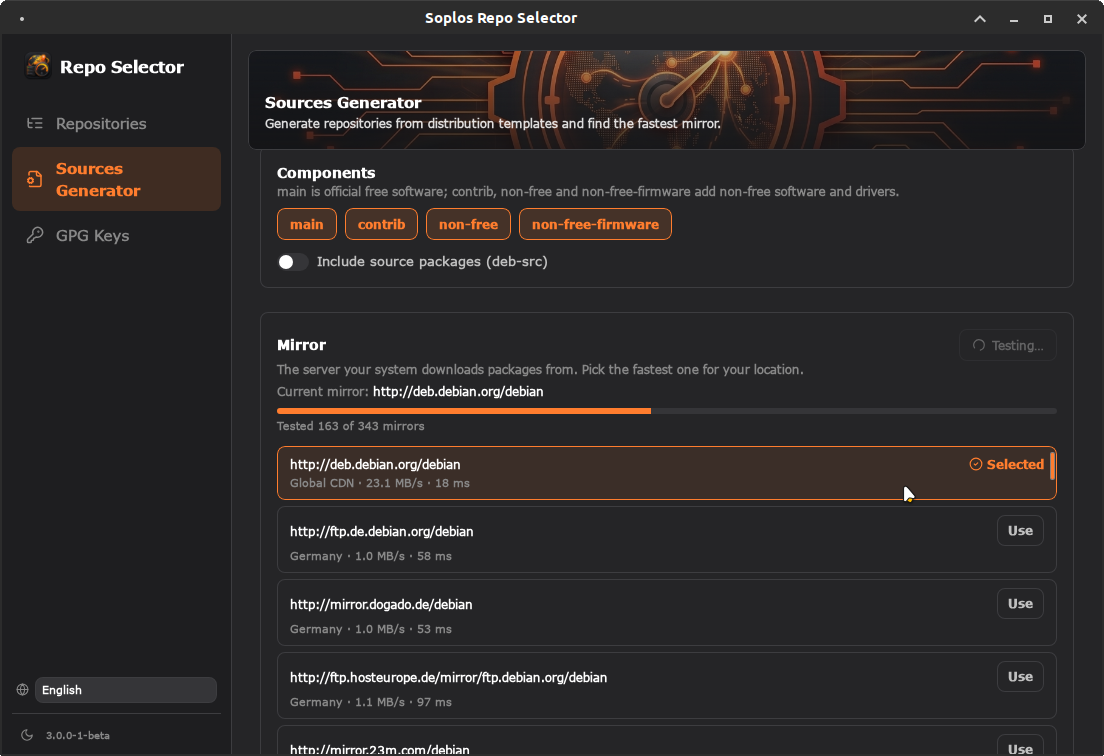 Soplos Repo Selector
Repo Selector
Repositories
Sources
Generator
GPG Keys
English
3.0.0-1-beta
Sources Generator
Generate repositories from distribution templates and find the fastest mirror.
Components
main is official free software; contrib, non-free and non-free-firmware add non-free software and drivers.
main contrib non-free non-free-firmware
Include source packages (deb-src)
Mirror
Testing...
The server your system downloads packages from. Pick the fastest one for your location.
Current mirror: http://deb.debian.org/debian
Tested 163 of 343 mirrors
http://deb.debian.org/debian
Selected
Global CDN · 23.1 MB/s · 18 ms
http://ftp.de.debian.org/debian
Use
Germany · 1.0 MB/s · 58 ms
http://mirror.dogado.de/debian
Use
Germany · 1.0 MB/s · 53 ms
http://ftp.hosteurope.de/mirror/ftp.debian.org/debian
Use
Germany · 1.1 MB/s · 97 ms
http://mirror.23m.com/debian
Use